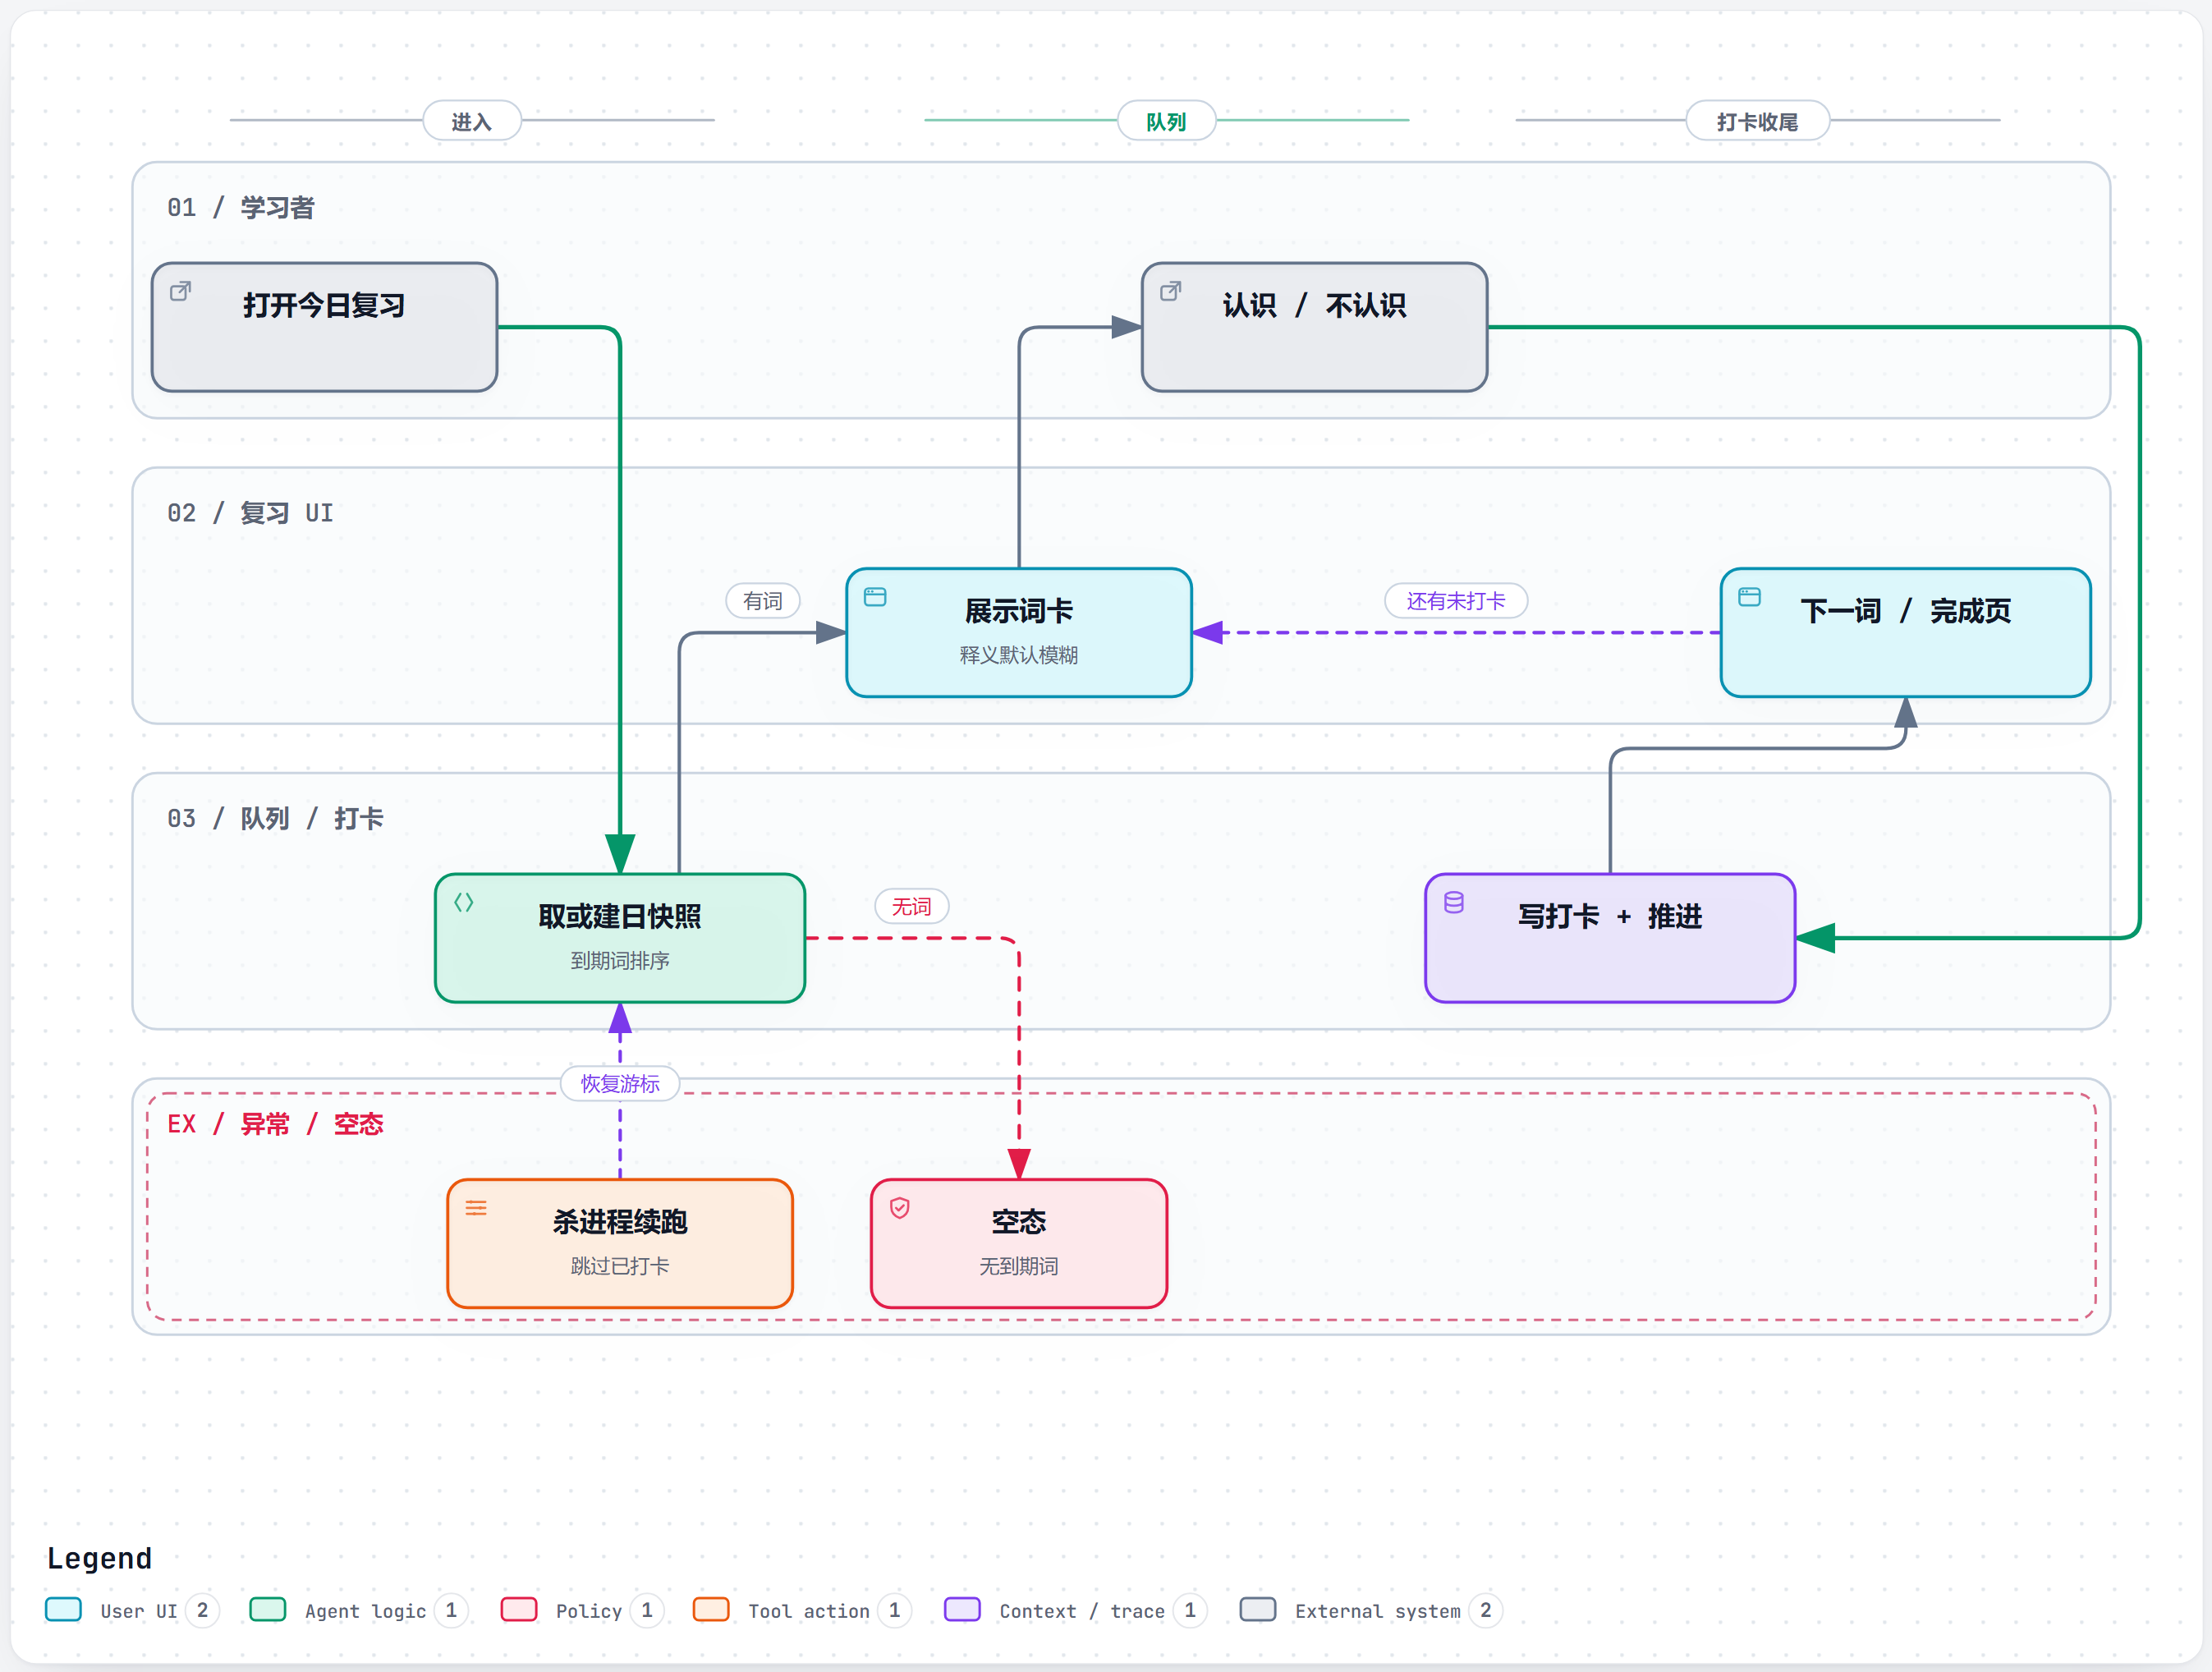 进入
队列
打卡收尾
01 / 学习者
打开今日复习
认识 / 不认识
02 / 复习 UI
有词
展示词卡
释义默认模糊
还有未打卡
下一词 / 完成页
03 / 队列 / 打卡
取或建日快照
到期词排序
无词
写打卡 + 推进
恢复游标
EX / 异常 / 空态
杀进程续跑
跳过已打卡
空态
无到期词
Legend
User UI 2
Agent logic 1
Policy 1
Tool action 1
Context / trace 1
External system 2